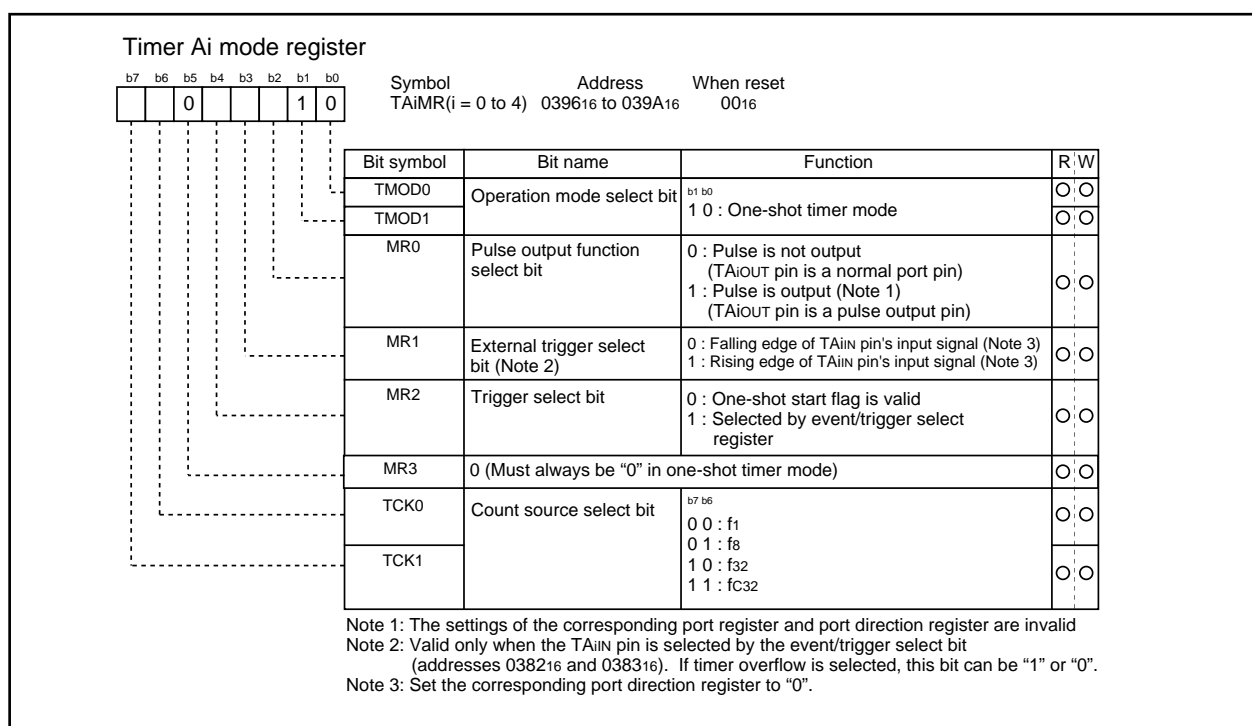 Timer Ai mode register
b7 b6 b5 b4 b3 b2 b1 b0
0 1 0
Symbol Address When reset
TAiMR(i = 0 to 4) 039616 to 039A16 0016
Bit symbol Bit name Function R W
TMOD0 Operation mode select bit b1 b0
1 0 : One-shot timer mode
TMOD1
MR0 Pulse output function select bit
0 : Pulse is not output
(TAiOUT pin is a normal port pin)
1 : Pulse is output (Note 1)
(TAiOUT pin is a pulse output pin)
MR1 External trigger select bit (Note 2)
0 : Falling edge of TAiIN pin's input signal (Note 3)
1 : Rising edge of TAiIN pin's input signal (Note 3)
MR2 Trigger select bit
0 : One-shot start flag is valid
1 : Selected by event/trigger select
register
MR3 0 (Must always be “0” in one-shot timer mode)
TCK0 Count source select bit b7 b6
0 0 : f1
0 1 : f8
TCK1 1 0 : f32
1 1 : fC32
Note 1: The settings of the corresponding port register and port direction register are invalid
Note 2: Valid only when the TAiIN pin is selected by the event/trigger select bit
(addresses 038216 and 038316). If timer overflow is selected, this bit can be “1” or “0”.
Note 3: Set the corresponding port direction register to “0”.